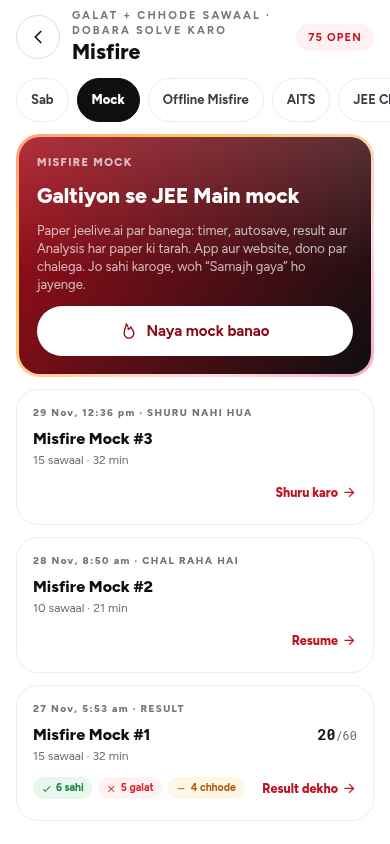 GALAT + CHHODE SAWAAL ·
DOBARA SOLVE KARO
Misfire
75 OPEN
Sab
Mock
Offline Misfire
AITS
MISFIRE MOCK
Galtiyon se JEE Main mock
Paper jeelive.ai par banega: timer, autosave, result aur
Analysis har paper ki tarah. App aur website, dono par
chalega. Jo sahi karoge, woh “Samajh gaya” ho
jayenge.
Naya mock banao
29 Nov, 12:36 pm · SHURU NAHI HUA
Misfire Mock #3
15 sawaal · 32 min
Shuru karo →
28 Nov, 8:50 am · CHAL RAHA HAI
Misfire Mock #2
10 sawaal · 21 min
Resume →
27 Nov, 5:53 am · RESULT
Misfire Mock #1
20/60
15 sawaal · 32 min
✓ 6 sahi
× 5 galat
– 4 chhode
Result dekho →